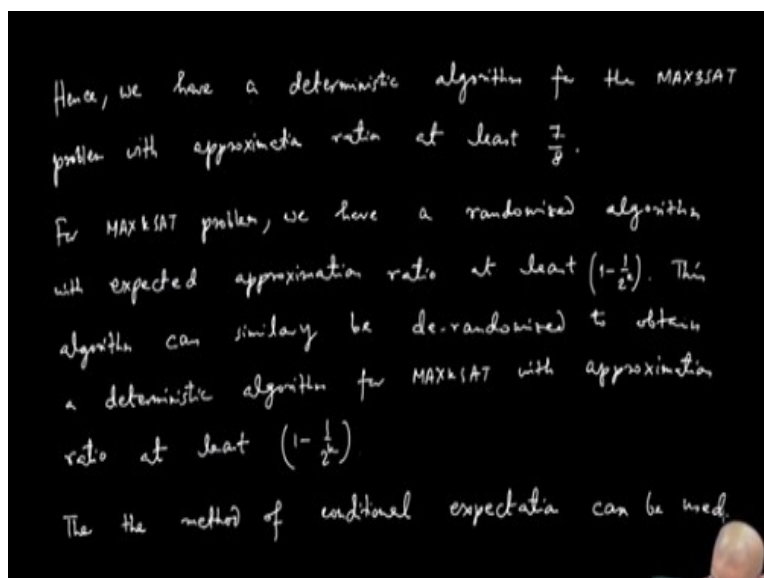 Hence, we have a deterministic algorithm for the MAX3SAT
problem with approximation ratio at least 7/8.
For MAX k SAT problem, we have a randomized algorithm
with expected approximation ratio at least (1-1/2^k). This
algorithm can similary be de-randomized to obtain
a deterministic algorithm for MAXkSAT with approximation
ratio at least (1-1/2^k)
The the method of conditional expectation can be used.